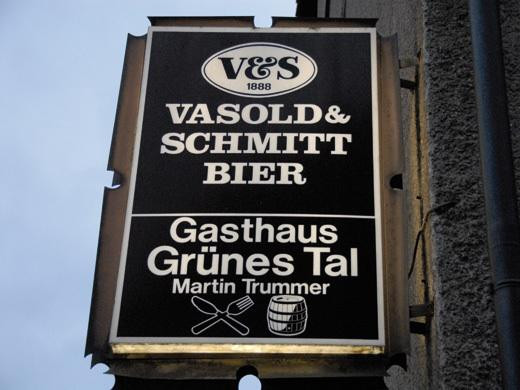 V&S
1888
VASOLD &
SCHMITT
BIER
Gasthaus
Grünes Tal
Martin Trummer